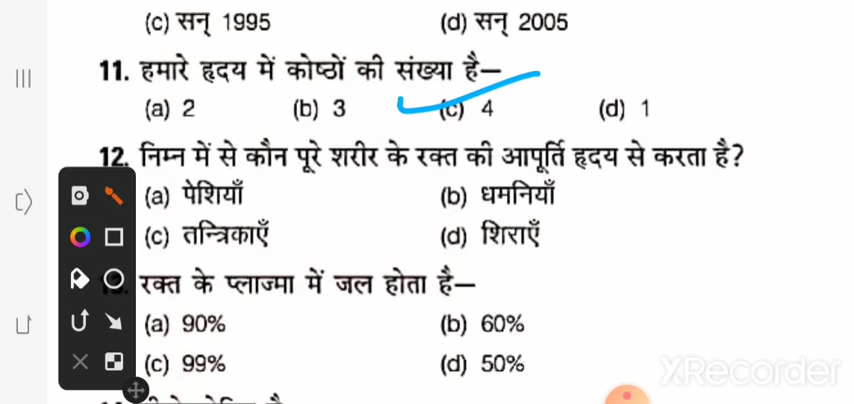 (c) सन् 1995 (d) सन् 2005
11. हमारे हृदय में कोष्ठों की संख्या है—
(a) 2 (b) 3 (c) 4 (d) 1
12. निम्न में से कौन पूरे शरीर के रक्त की आपूर्ति हृदय से करता है?
(a) पेशियाँ (b) धमनियाँ
(c) तन्त्रिकाएँ (d) शिराएँ
रक्त के प्लाज्मा में जल होता है—
(a) 90% (b) 60%
(c) 99% (d) 50%
XRecorder